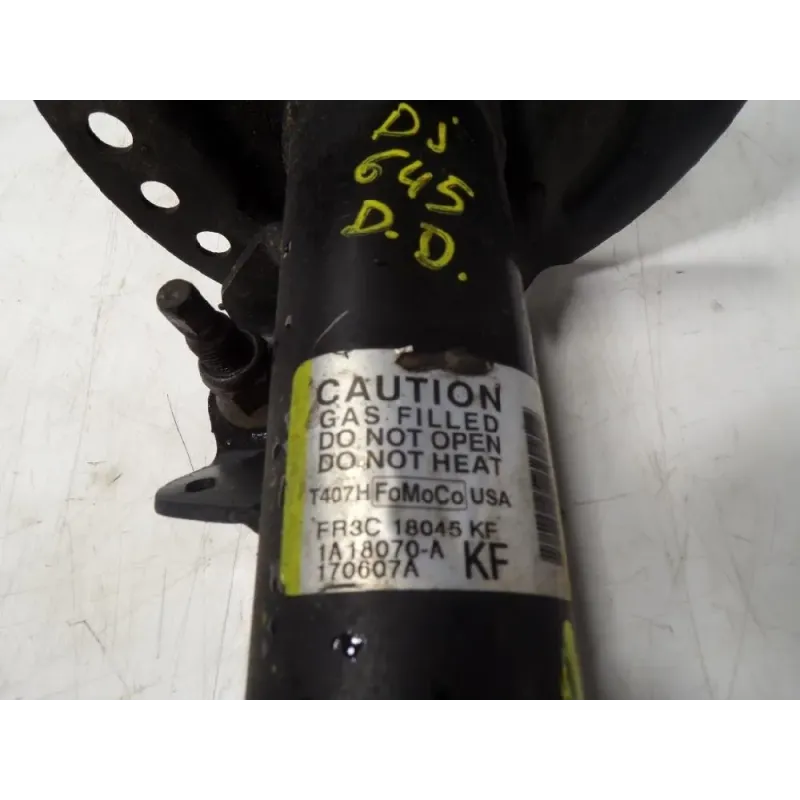 Dj
645
D.D.
CAUTION
GAS FILLED
DO NOT OPEN
DO NOT HEAT
T407H FoMoCo USA
FR3C 18045 KF
1A18070-A KF
170607A